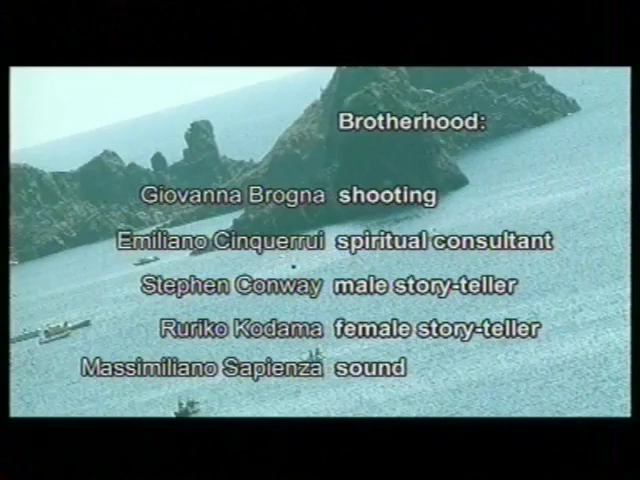 Brotherhood:
Giovanna Brogna shooting
Emiliano Cinquerrui spiritual consultant
Stephen Conway male story-teller
Ruriko Kodama female story-teller
Massimiliano Sapienza sound